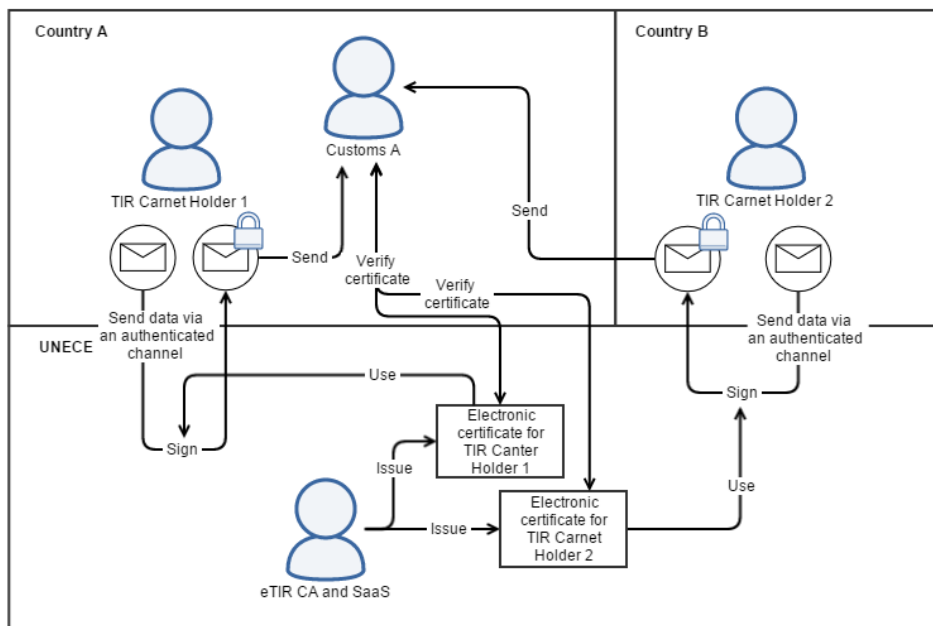 Country A
Country B
Customs A
TIR Carnet Holder 1
TIR Carnet Holder 2
Send
Send
Verify
certificate
Verify
certificate
Send data via
an authenticated
channel
Send data via
an authenticated
channel
UNECE
Use
Sign
Sign
Electronic
certificate for
TIR Canter
Holder 1
Issue
Use
Electronic
certificate for
TIR Carnet
Holder 2
Issue
eTIR CA and SaaS